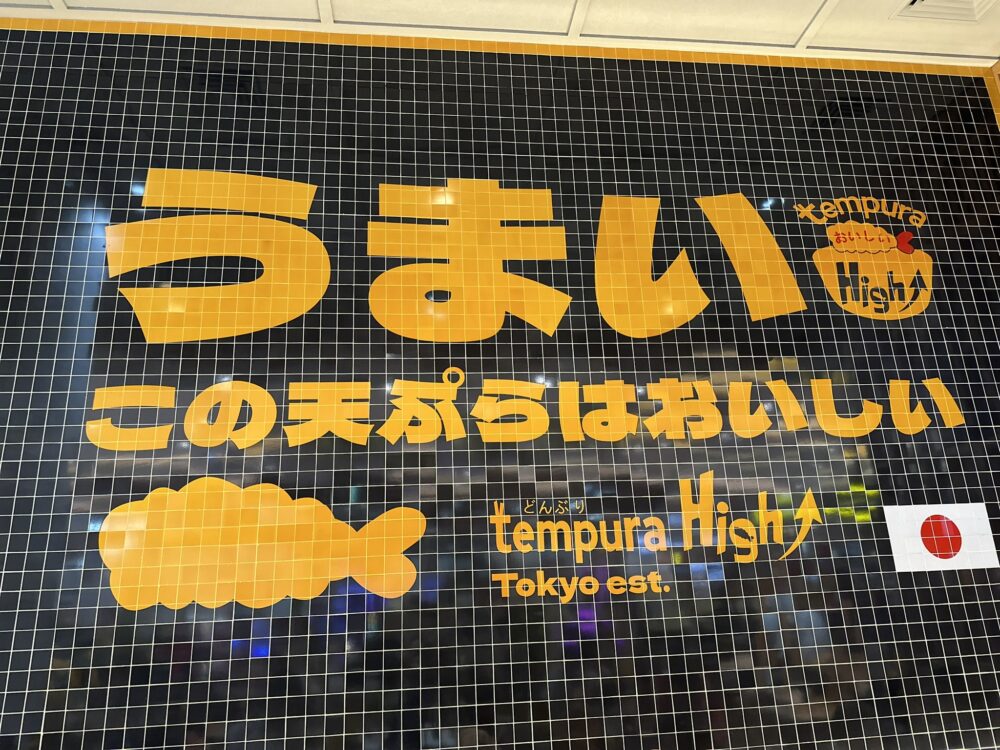 うまい
tempura
おいしい
High
この天ぷらはおいしい
どんぶり
tempura High
Tokyo est.